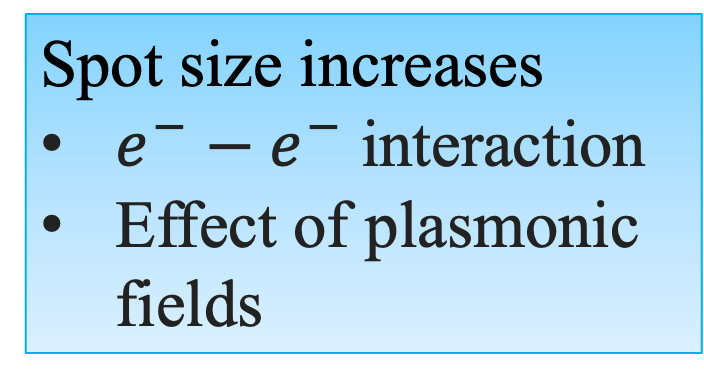 Spot size increases
• e⁻ − e⁻ interaction
• Effect of plasmonic
fields